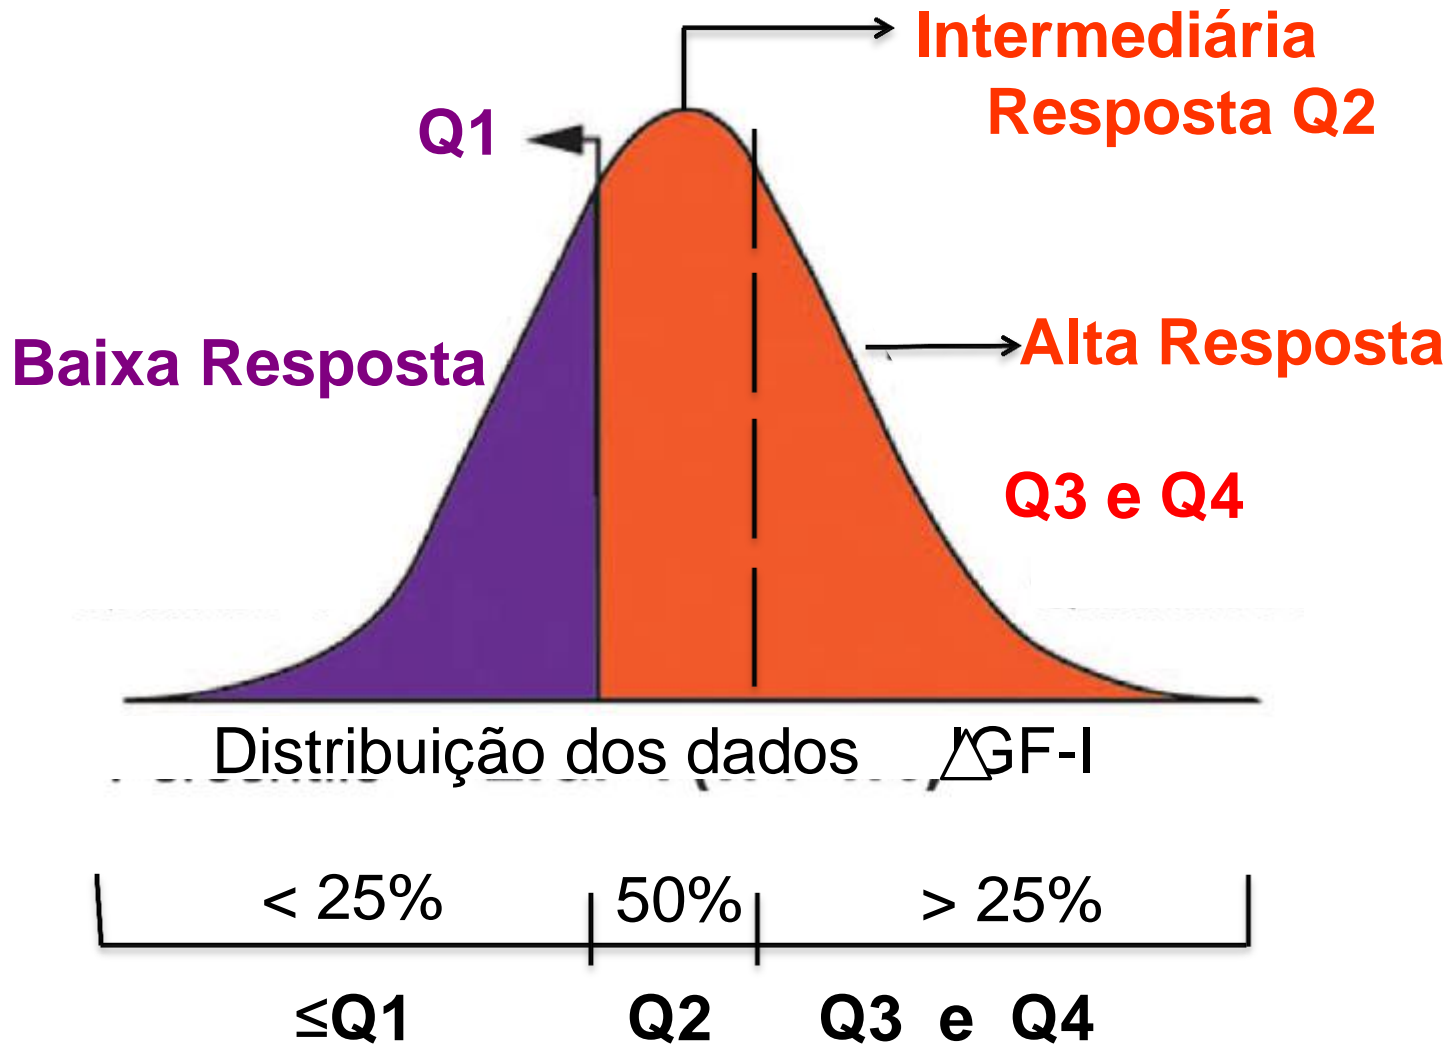 Intermediária
Resposta Q2
Q1
Baixa Resposta
Alta Resposta
Q3 e Q4
Distribuição dos dados △IGF-I
< 25% 50% > 25%
≤Q1 Q2 Q3 e Q4